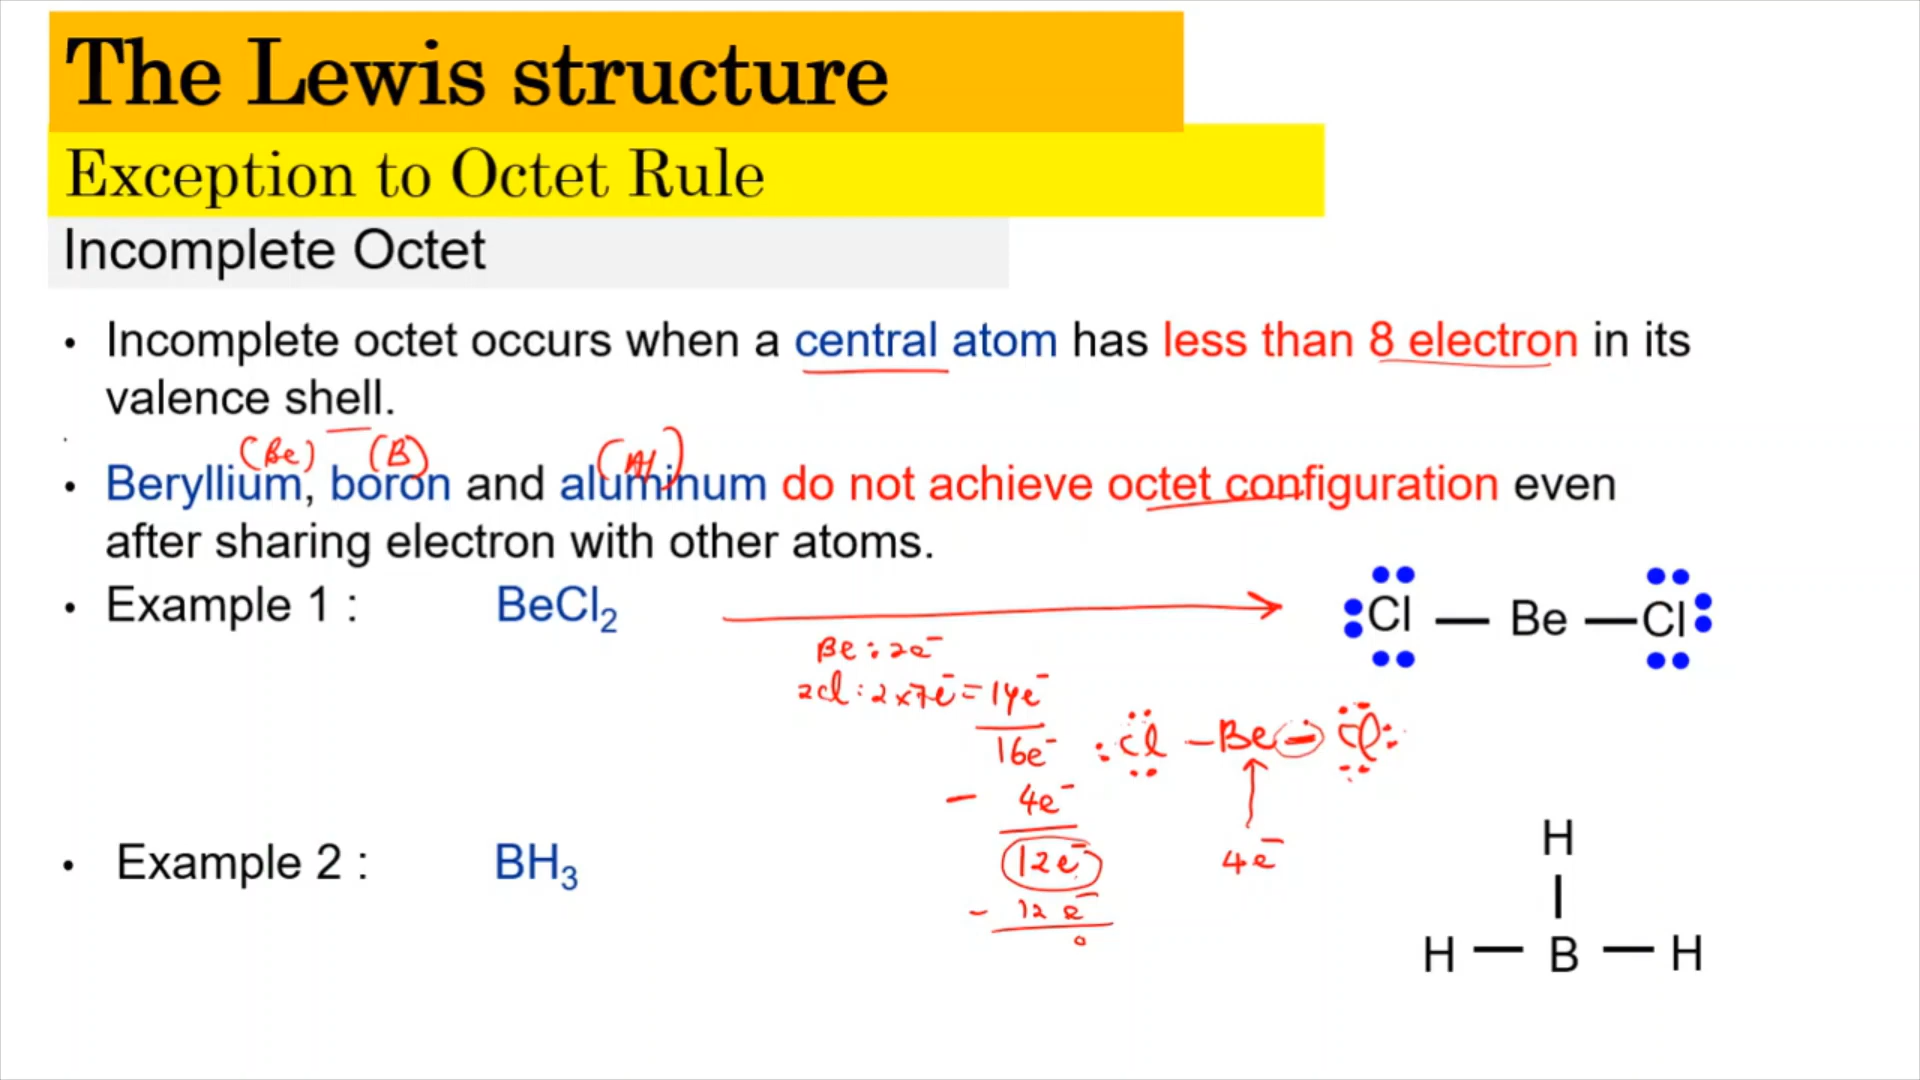 The Lewis structure
Exception to Octet Rule
Incomplete Octet
• Incomplete octet occurs when a central atom has less than 8 electron in its
valence shell.
(Be) (B) (Al)
• Beryllium, boron and aluminum do not achieve octet configuration even
after sharing electron with other atoms.
• Example 1 : BeCl₂
Cl — Be — Cl
Be : 2e⁻
2Cl : 2 x 7e⁻ = 14e⁻
16e⁻
Cl – Be – Cl
– 4e⁻
12e⁻
4e⁻
– 12e⁻
0
• Example 2 : BH₃
H
H — B — H